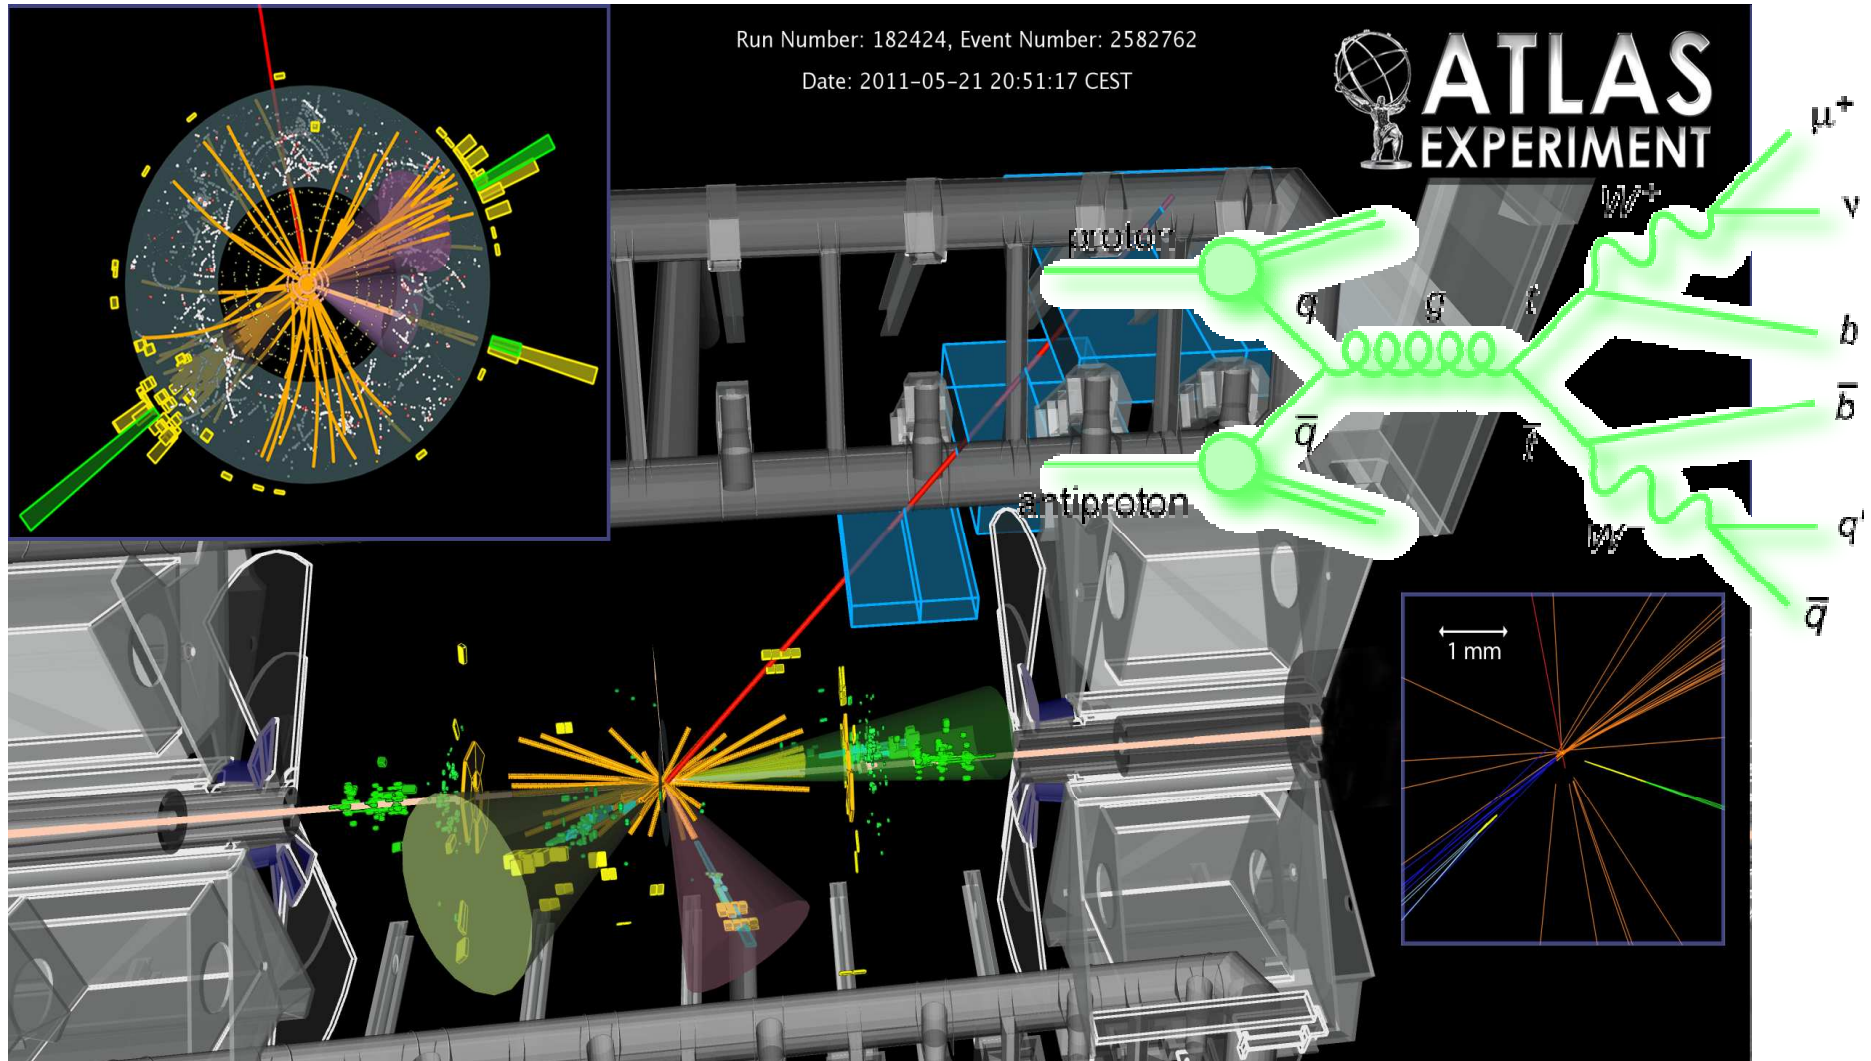 Run Number: 182424, Event Number: 2582762
Date: 2011-05-21 20:51:17 CEST
ATLAS
EXPERIMENT
μ⁺
W⁺
ν
proton
q
g
t
b
b̄
q̄
t̄
antiproton
W⁻
q'
q̄
1 mm